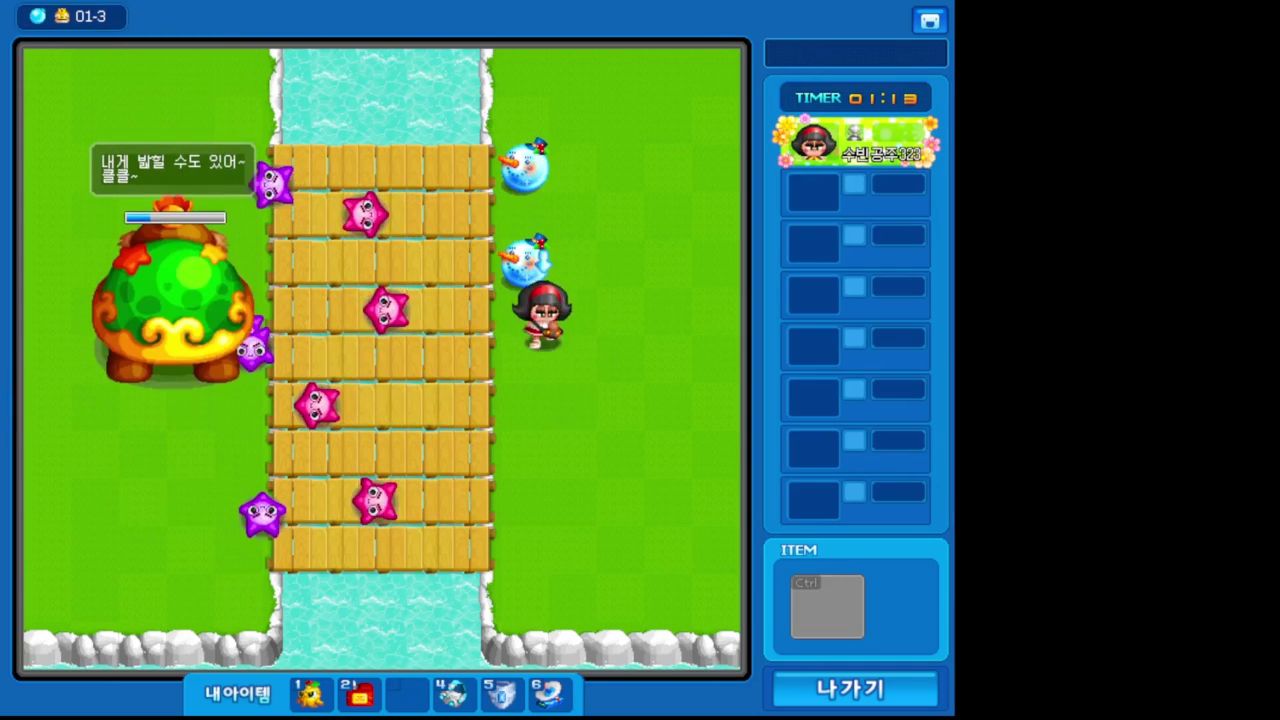 01-3
내게 밟힐 수도 있어~
클클~
TIMER 01:13
수빈공주023
ITEM
Ctrl
내아이템
1
2
4
5
6
나가기